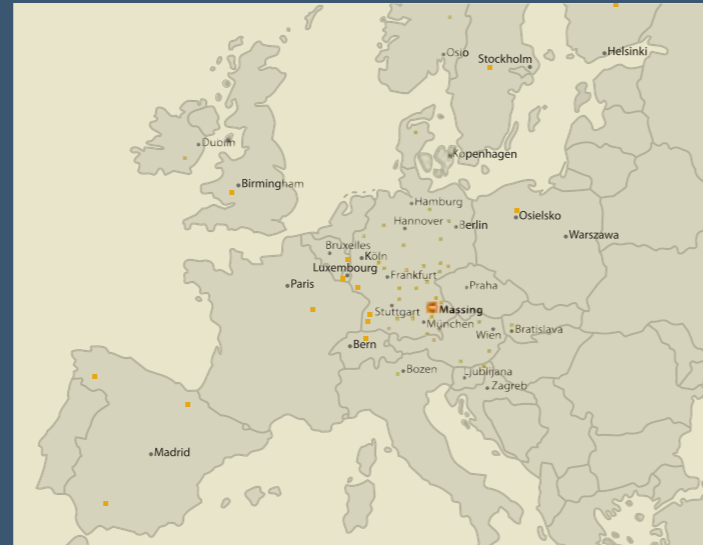 Oslo
Stockholm
Helsinki
Dublin
Kopenhagen
Birmingham
Hamburg
Hannover
Berlin
Osielsko
Warszawa
Bruxelles
Köln
Luxembourg
Frankfurt
Paris
Praha
Stuttgart
Massing
München
Wien
Bratislava
Bern
Bozen
Ljubljana
Zagreb
Madrid